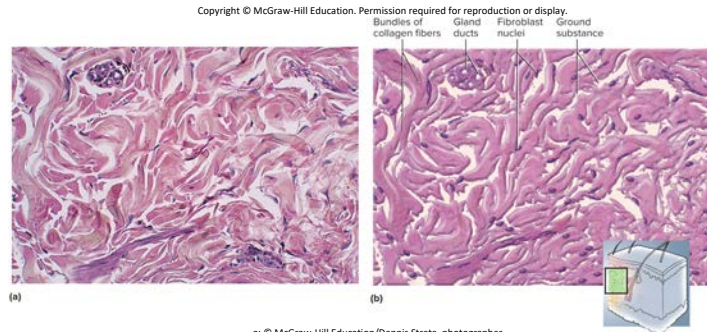 Copyright © McGraw-Hill Education. Permission required for reproduction or display.
Bundles of collagen fibers
Gland ducts
Fibroblast nuclei
Ground substance
(a)
(b)
a: © McGraw-Hill Education/Dennis Strete, photographer